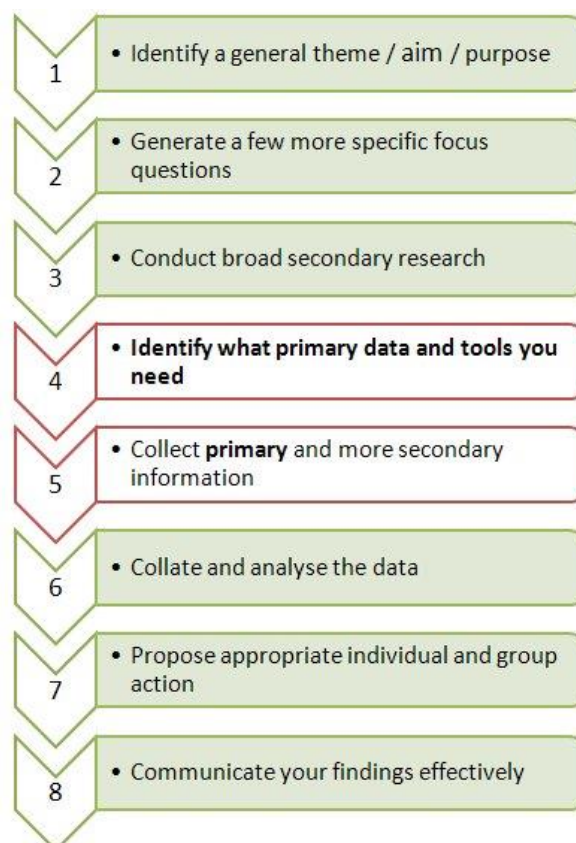 1
• Identify a general theme / aim / purpose
2
• Generate a few more specific focus
questions
3
• Conduct broad secondary research
4
• Identify what primary data and tools you
need
5
• Collect primary and more secondary
information
6
• Collate and analyse the data
7
• Propose appropriate individual and group
action
8
• Communicate your findings effectively